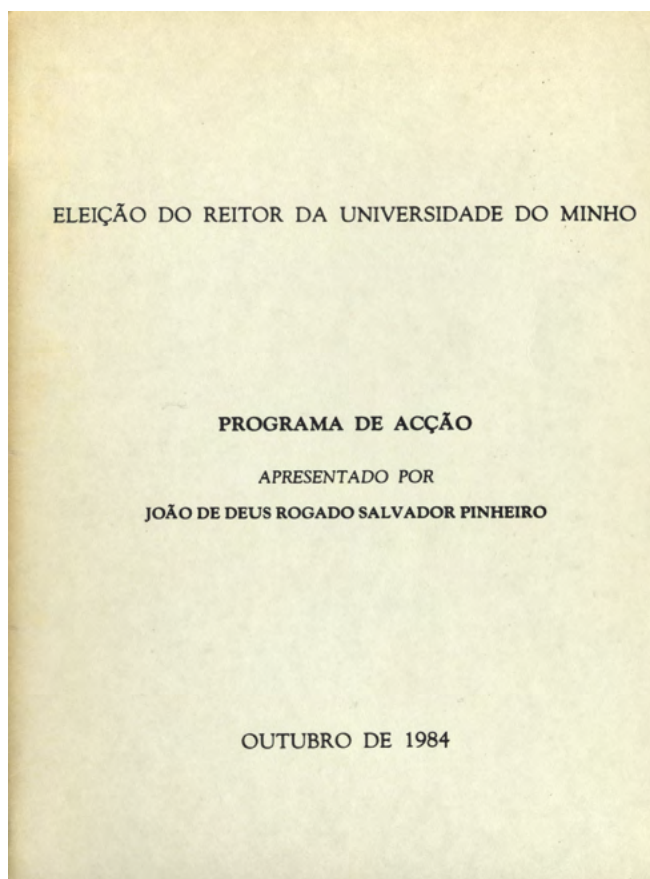 ELEIÇÃO DO REITOR DA UNIVERSIDADE DO MINHO
PROGRAMA DE ACÇÃO
APRESENTADO POR
JOÃO DE DEUS ROGADO SALVADOR PINHEIRO
OUTUBRO DE 1984